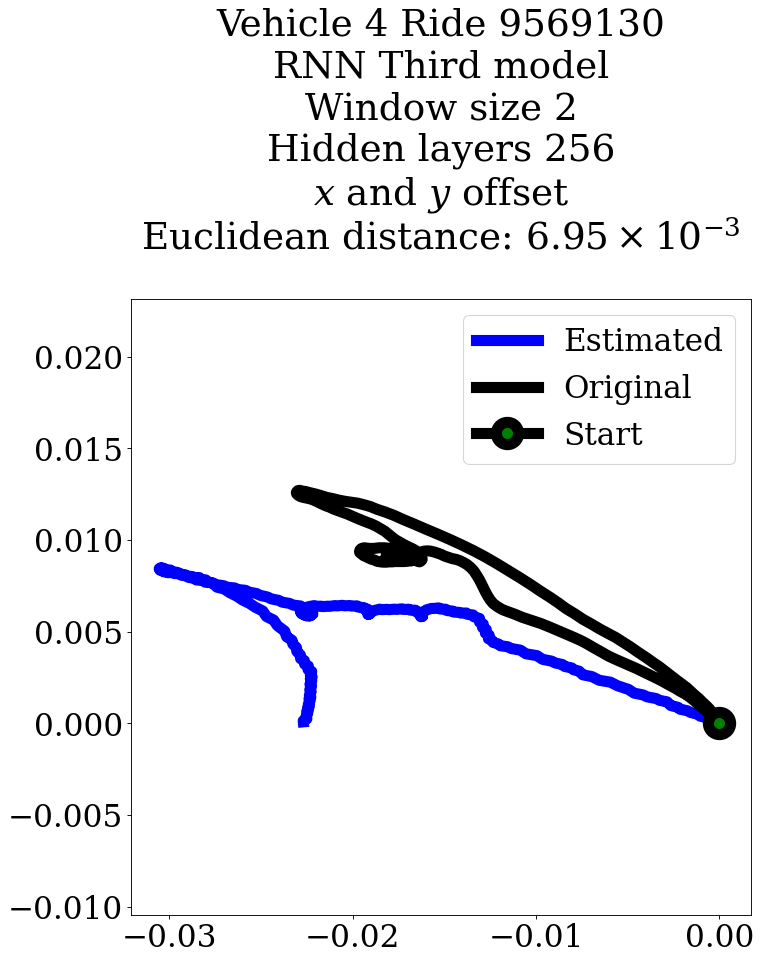 Vehicle 4 Ride 9569130
RNN Third model
Window size 2
Hidden layers 256
x and y offset
Euclidean distance: 6.95 × 10⁻³
Estimated
Original
Start
0.020
0.015
0.010
0.005
0.000
−0.005
−0.010
−0.03
−0.02
−0.01
0.00